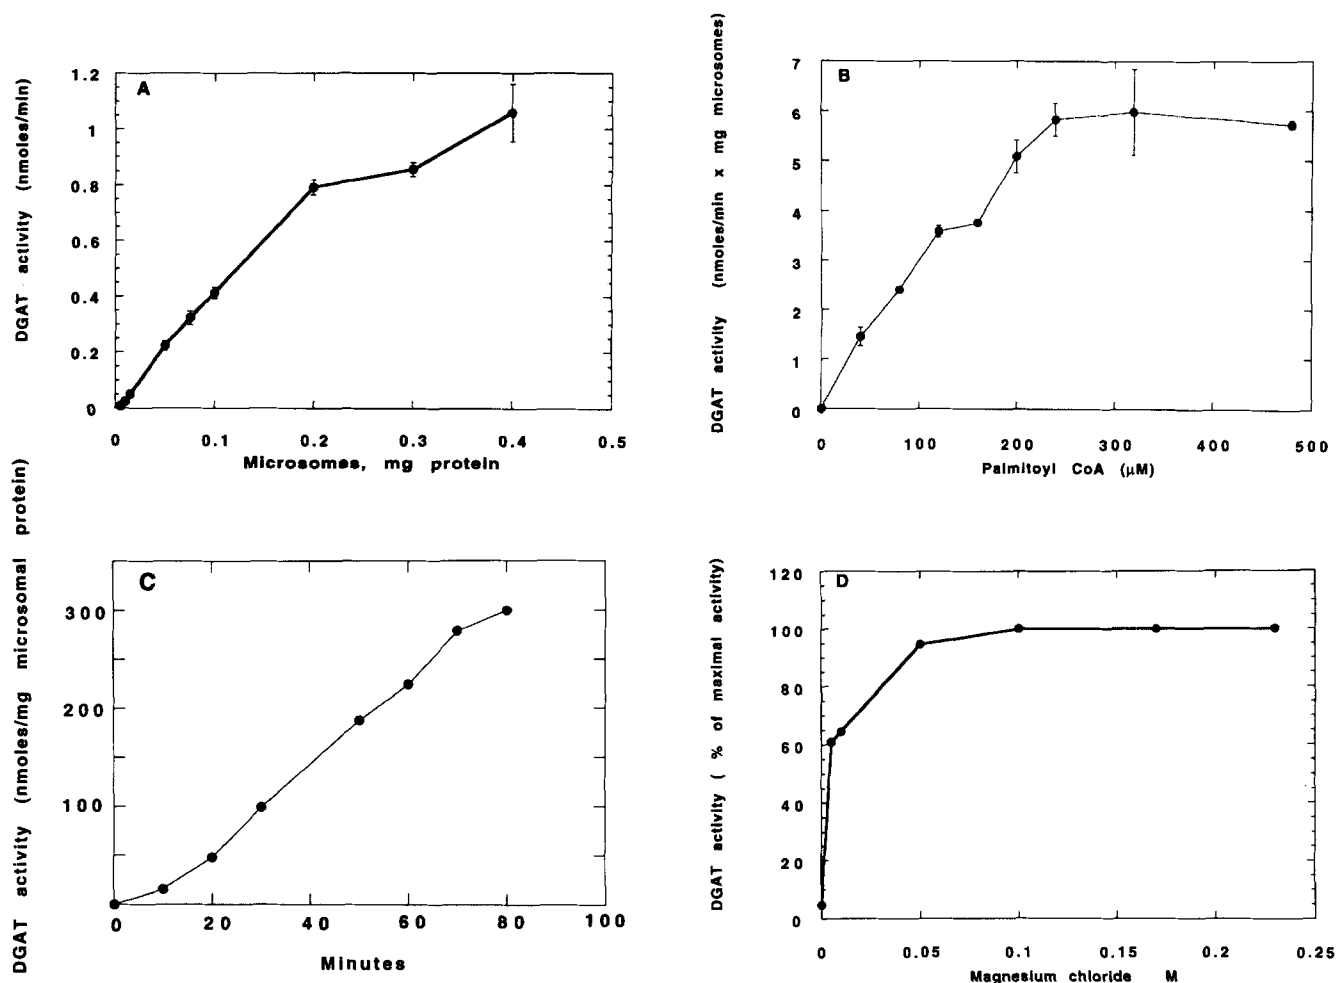 A
DGAT activity (nmoles/min)
1.2
1
0.8
0.6
0.4
0.2
0
0 0.1 0.2 0.3 0.4 0.5
Microsomes, mg protein
B
DGAT activity (nmoles/min x mg microsomes)
7
6
5
4
3
2
1
0
0 100 200 300 400 500
Palmitoyl CoA (µM)
C
DGAT activity (nmoles/mg microsomal protein)
300
200
100
0 20 40 60 80 100
Minutes
D
DGAT activity ( % of maximal activity)
120
100
80
60
40
20
0
0 0.05 0.1 0.15 0.2 0.25
Magnesium chloride M